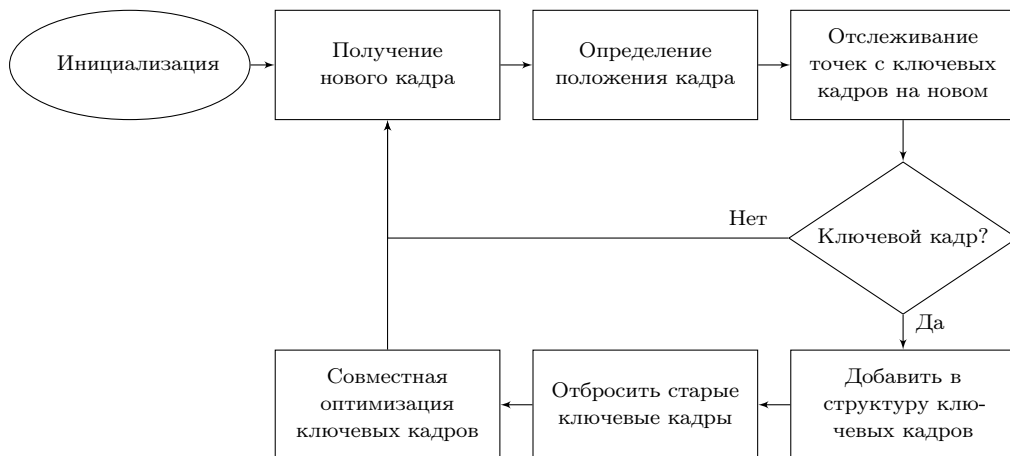 Инициализация
Получение
нового кадра
Определение
положения кадра
Отслеживание
точек с ключевых
кадров на новом
Нет
Ключевой кадр?
Да
Совместная
оптимизация
ключевых кадров
Отбросить старые
ключевые кадры
Добавить в
структуру клю-
чевых кадров